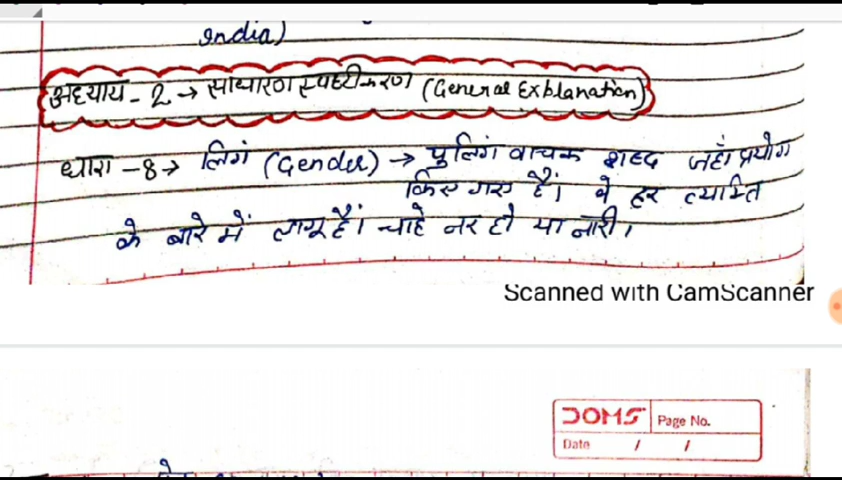 India)
अध्याय - 2 → साधारण स्पष्टीकरण (General Explanation)
धारा - 8 → लिगं (Gender) → पुलिगं वाचक शब्द जहाँ प्रयोग
किए गए हैं। वे हर व्यक्ति
के बारे में लागू हैं। चाहे नर हो या नारी।
Scanned with CamScanner
DOMS Page No.
Date / /